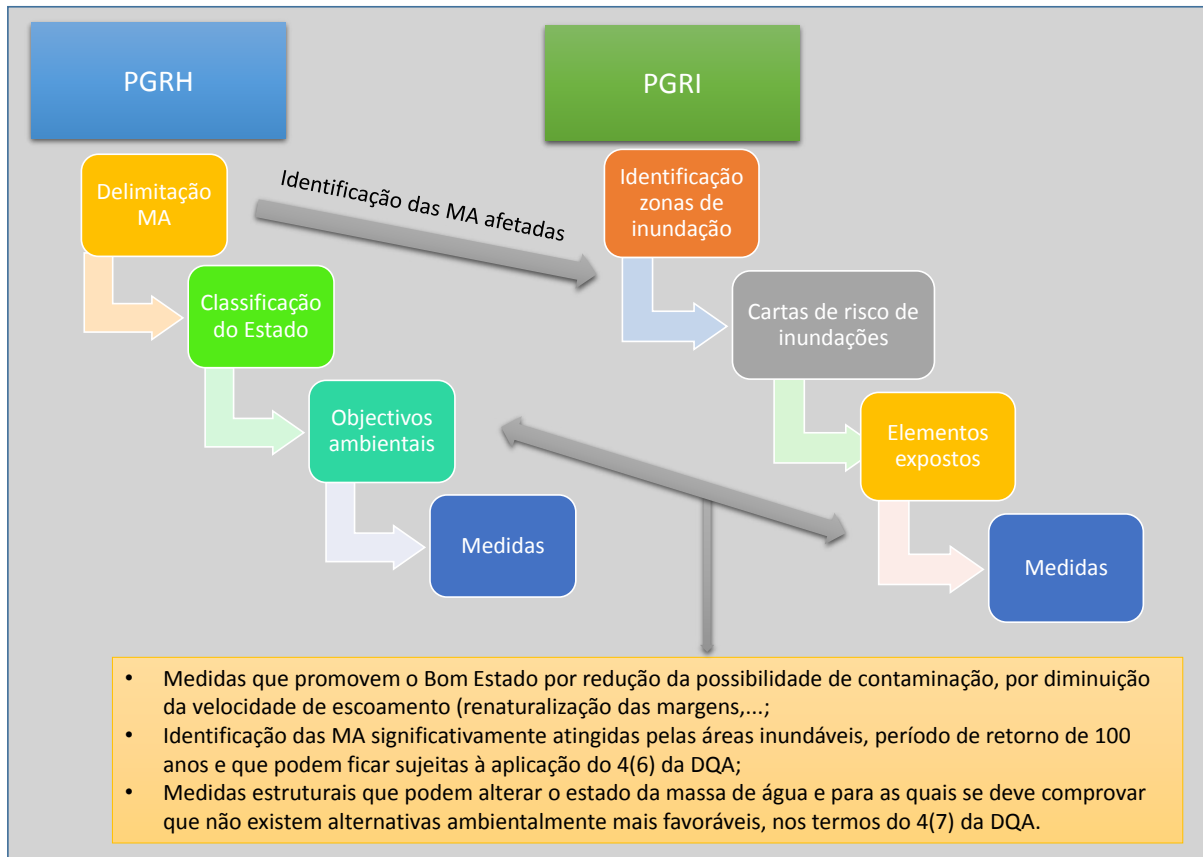 PGRH
PGRI
Delimitação
MA
Identificação das MA afetadas
Identificação
zonas de
inundação
Classificação
do Estado
Cartas de risco de
inundações
Objectivos
ambientais
Elementos
expostos
Medidas
Medidas
• Medidas que promovem o Bom Estado por redução da possibilidade de contaminação, por diminuição
da velocidade de escoamento (renaturalização das margens,...;
• Identificação das MA significativamente atingidas pelas áreas inundáveis, período de retorno de 100
anos e que podem ficar sujeitas à aplicação do 4(6) da DQA;
• Medidas estruturais que podem alterar o estado da massa de água e para as quais se deve comprovar
que não existem alternativas ambientalmente mais favoráveis, nos termos do 4(7) da DQA.